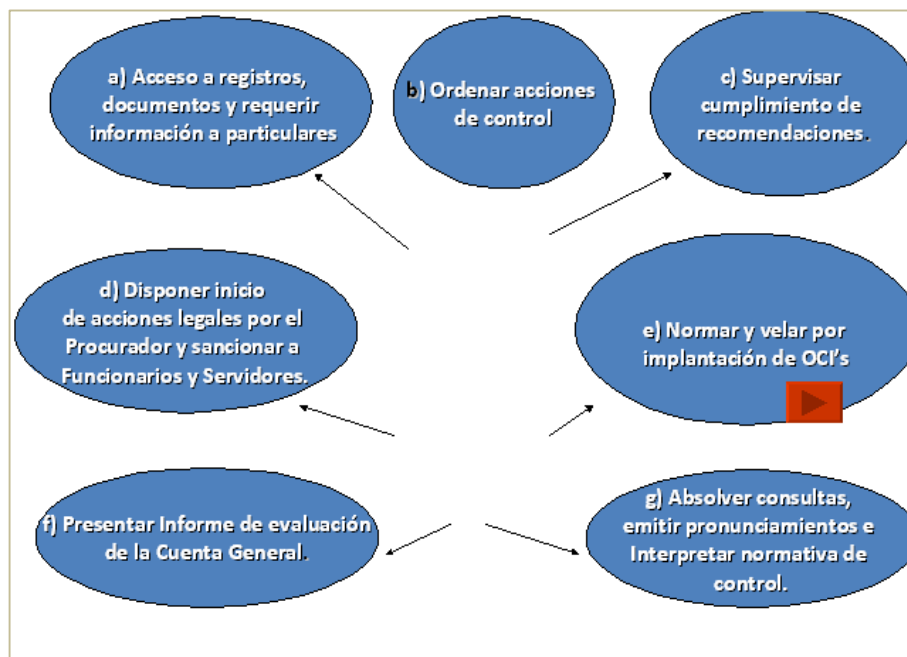 a) Acceso a registros,
documentos y requerir
información a particulares
b) Ordenar acciones
de control
c) Supervisar
cumplimiento de
recomendaciones.
d) Disponer inicio
de acciones legales por el
Procurador y sancionar a
Funcionarios y Servidores.
e) Normar y velar por
implantación de OCI’s
f) Presentar Informe de evaluación
de la Cuenta General.
g) Absolver consultas,
emitir pronunciamientos e
Interpretar normativa de
control.